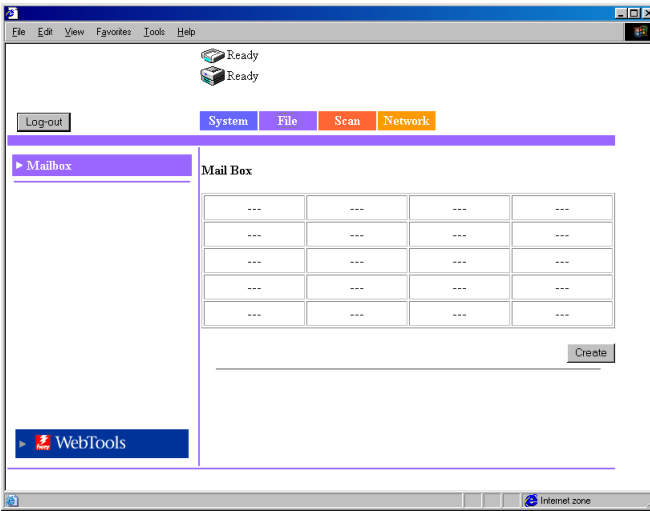 File Edit View Favorites Tools Help
Ready
Ready
Log-out
System File Scan Network
Mailbox
Mail Box
--- --- --- ---
--- --- --- ---
--- --- --- ---
--- --- --- ---
--- --- --- ---
Create
WebTools
Internet zone